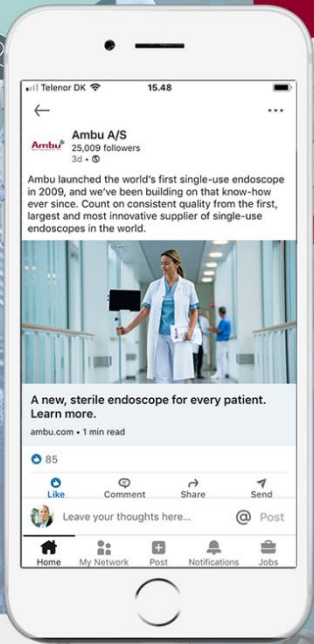 Telenor DK 15.48
Ambu
Ambu A/S
25,009 followers
3d •
Ambu launched the world's first single-use endoscope
in 2009, and we've been building on that know-how
ever since. Count on consistent quality from the first,
largest and most innovative supplier of single-use
endoscopes in the world.
A new, sterile endoscope for every patient.
Learn more.
ambu.com • 1 min read
85
Like Comment Share Send
Leave your thoughts here... @ Post
Home My Network Post Notifications Jobs